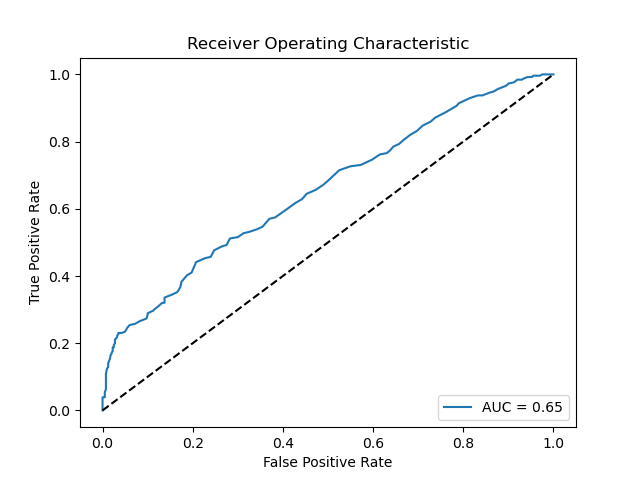 Receiver Operating Characteristic
True Positive Rate
1.0
0.8
0.6
0.4
0.2
0.0
AUC = 0.65
0.0 0.2 0.4 0.6 0.8 1.0
False Positive Rate